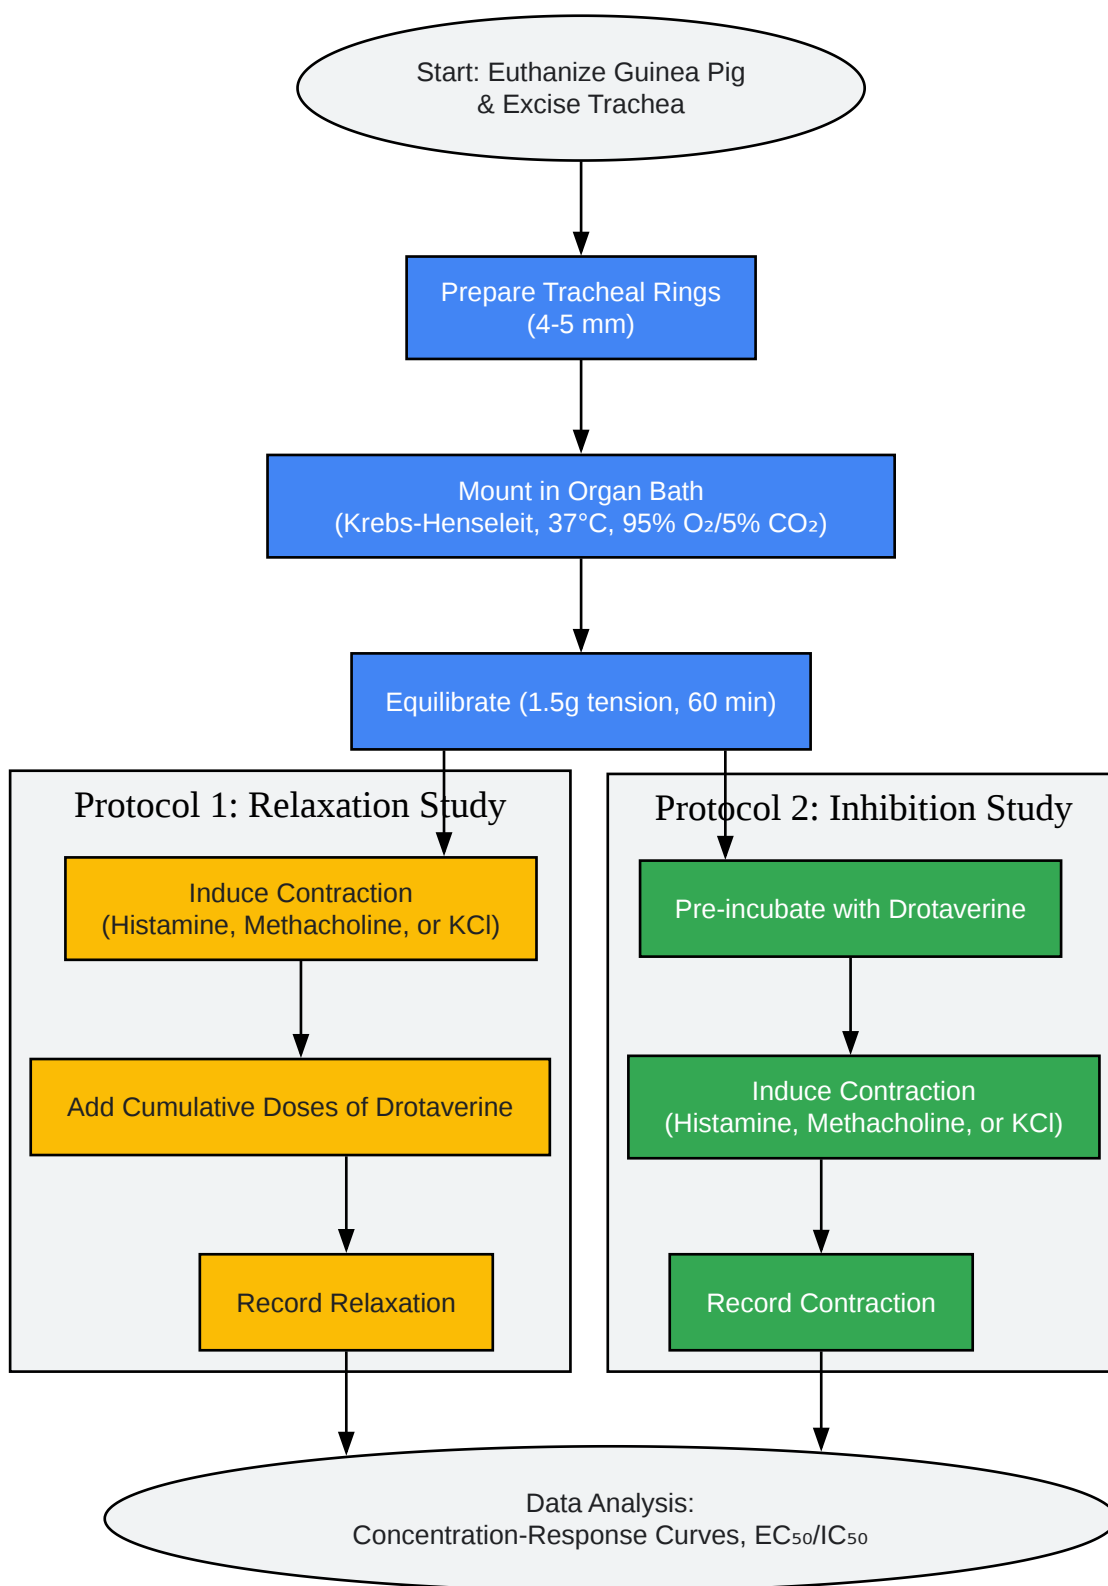 Start: Euthanize Guinea Pig
& Excise Trachea
Prepare Tracheal Rings
(4-5 mm)
Mount in Organ Bath
(Krebs-Henseleit, 37°C, 95% O₂/5% CO₂)
Equilibrate (1.5g tension, 60 min)
Protocol 1: Relaxation Study
Induce Contraction
(Histamine, Methacholine, or KCl)
Add Cumulative Doses of Drotaverine
Record Relaxation
Protocol 2: Inhibition Study
Pre-incubate with Drotaverine
Induce Contraction
(Histamine, Methacholine, or KCl)
Record Contraction
Data Analysis:
Concentration-Response Curves, EC₅₀/IC₅₀